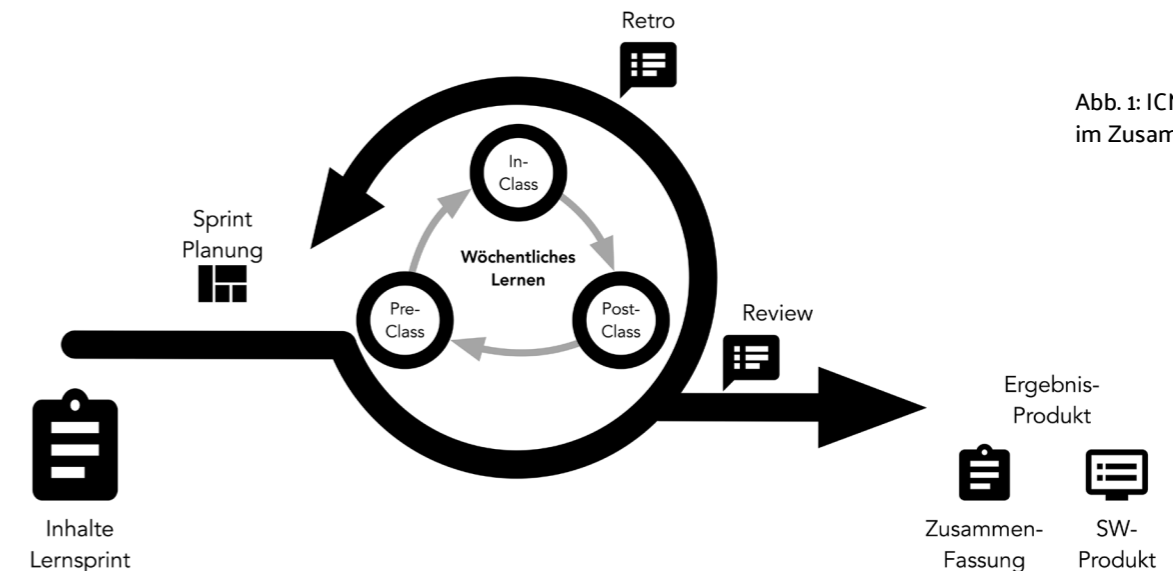 Retro
Abb. 1: ICM
im Zusam
In-
Class
Sprint
Planung
Wöchentliches
Lernen
Pre-
Class
Post-
Class
Review
Ergebnis-
Produkt
Inhalte
Lernsprint
Zusammen-
Fassung
SW-
Produkt